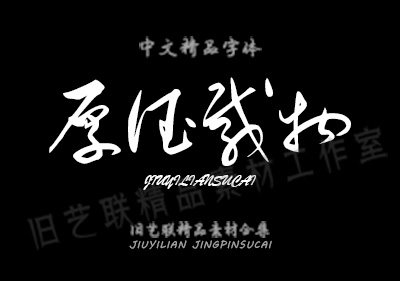 中文精品字体
厚德载物
JIUYILIANSUCAI
旧艺联精品素材工作室
旧艺联精品素材合集
JIUYILIAN JINGPINSUCAI